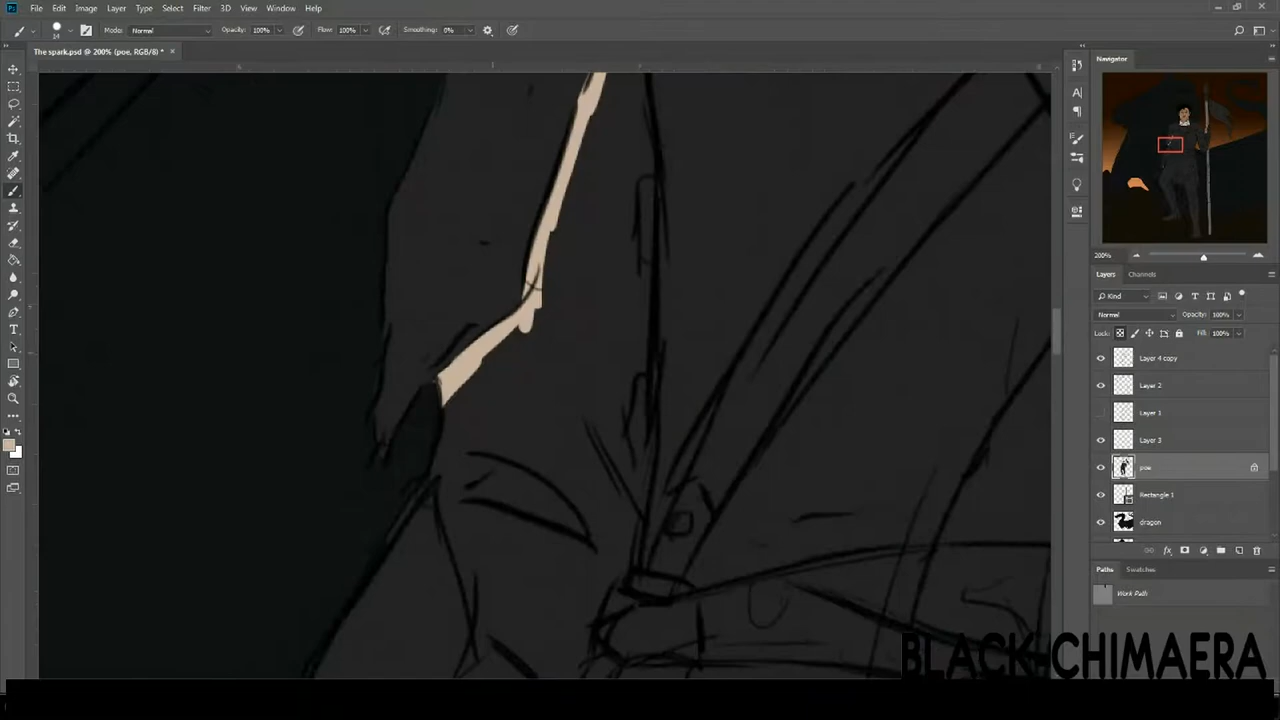 Ps File Edit Image Layer Type Select Filter 3D View Window Help
14 Mode: Normal Opacity: 100% Flow: 100% Smoothing: 0%
The spark.psd @ 200% (poe, RGB/8) * ×
Navigator
200%
Layers Channels
Kind
Normal Opacity: 100%
Lock: Fill: 100%
Layer 4 copy
Layer 2
Layer 1
Layer 3
poe
Rectangle 1
dragon
Paths Swatches
Work Path
BLACK-CHIMAERA